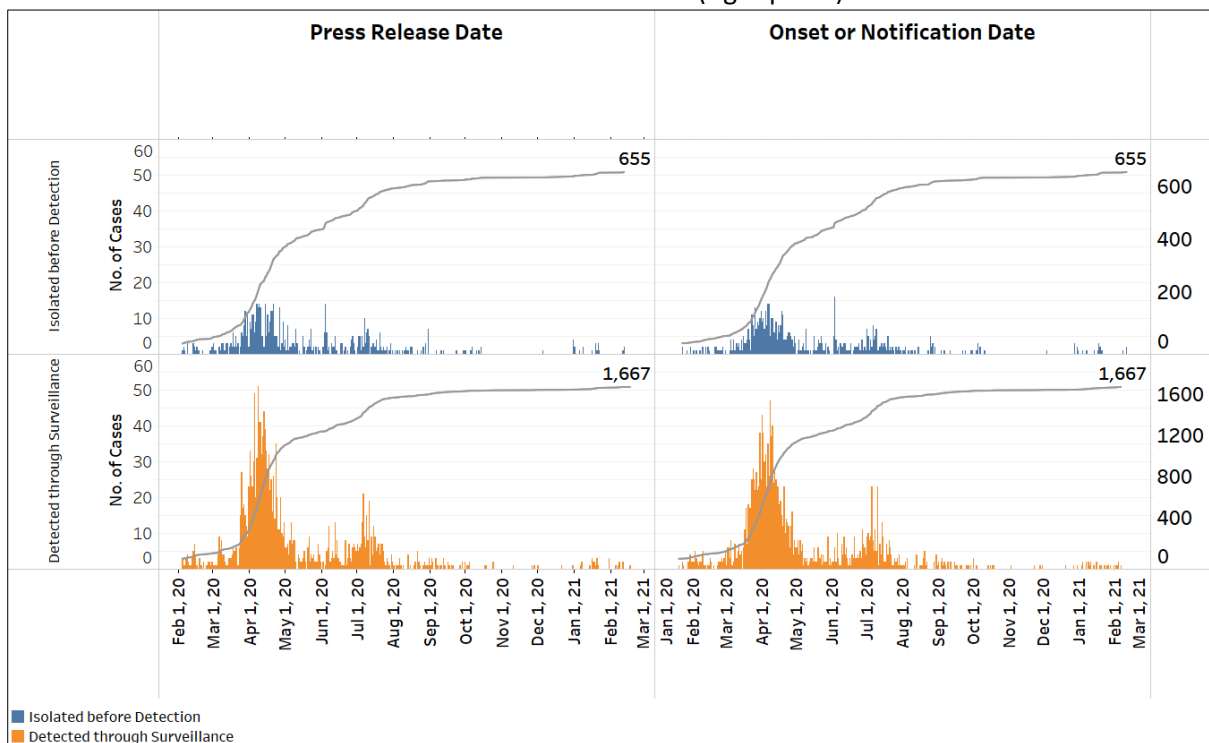 Press Release Date
Onset or Notification Date
Isolated before Detection
No. of Cases
60
50
40
30
20
10
0
655
655
600
400
200
0
Detected through Surveillance
No. of Cases
60
50
40
30
20
10
0
1,667
1,667
1600
1200
800
400
0
Feb 1, 20
Mar 1, 20
Apr 1, 20
May 1, 20
Jun 1, 20
Jul 1, 20
Aug 1, 20
Sep 1, 20
Oct 1, 20
Nov 1, 20
Dec 1, 20
Jan 1, 21
Feb 1, 21
Mar 1, 21
Jan 1, 20
Feb 1, 20
Mar 1, 20
Apr 1, 20
May 1, 20
Jun 1, 20
Jul 1, 20
Aug 1, 20
Sep 1, 20
Oct 1, 20
Nov 1, 20
Dec 1, 20
Jan 1, 21
Feb 1, 21
Mar 1, 21
Isolated before Detection
Detected through Surveillance